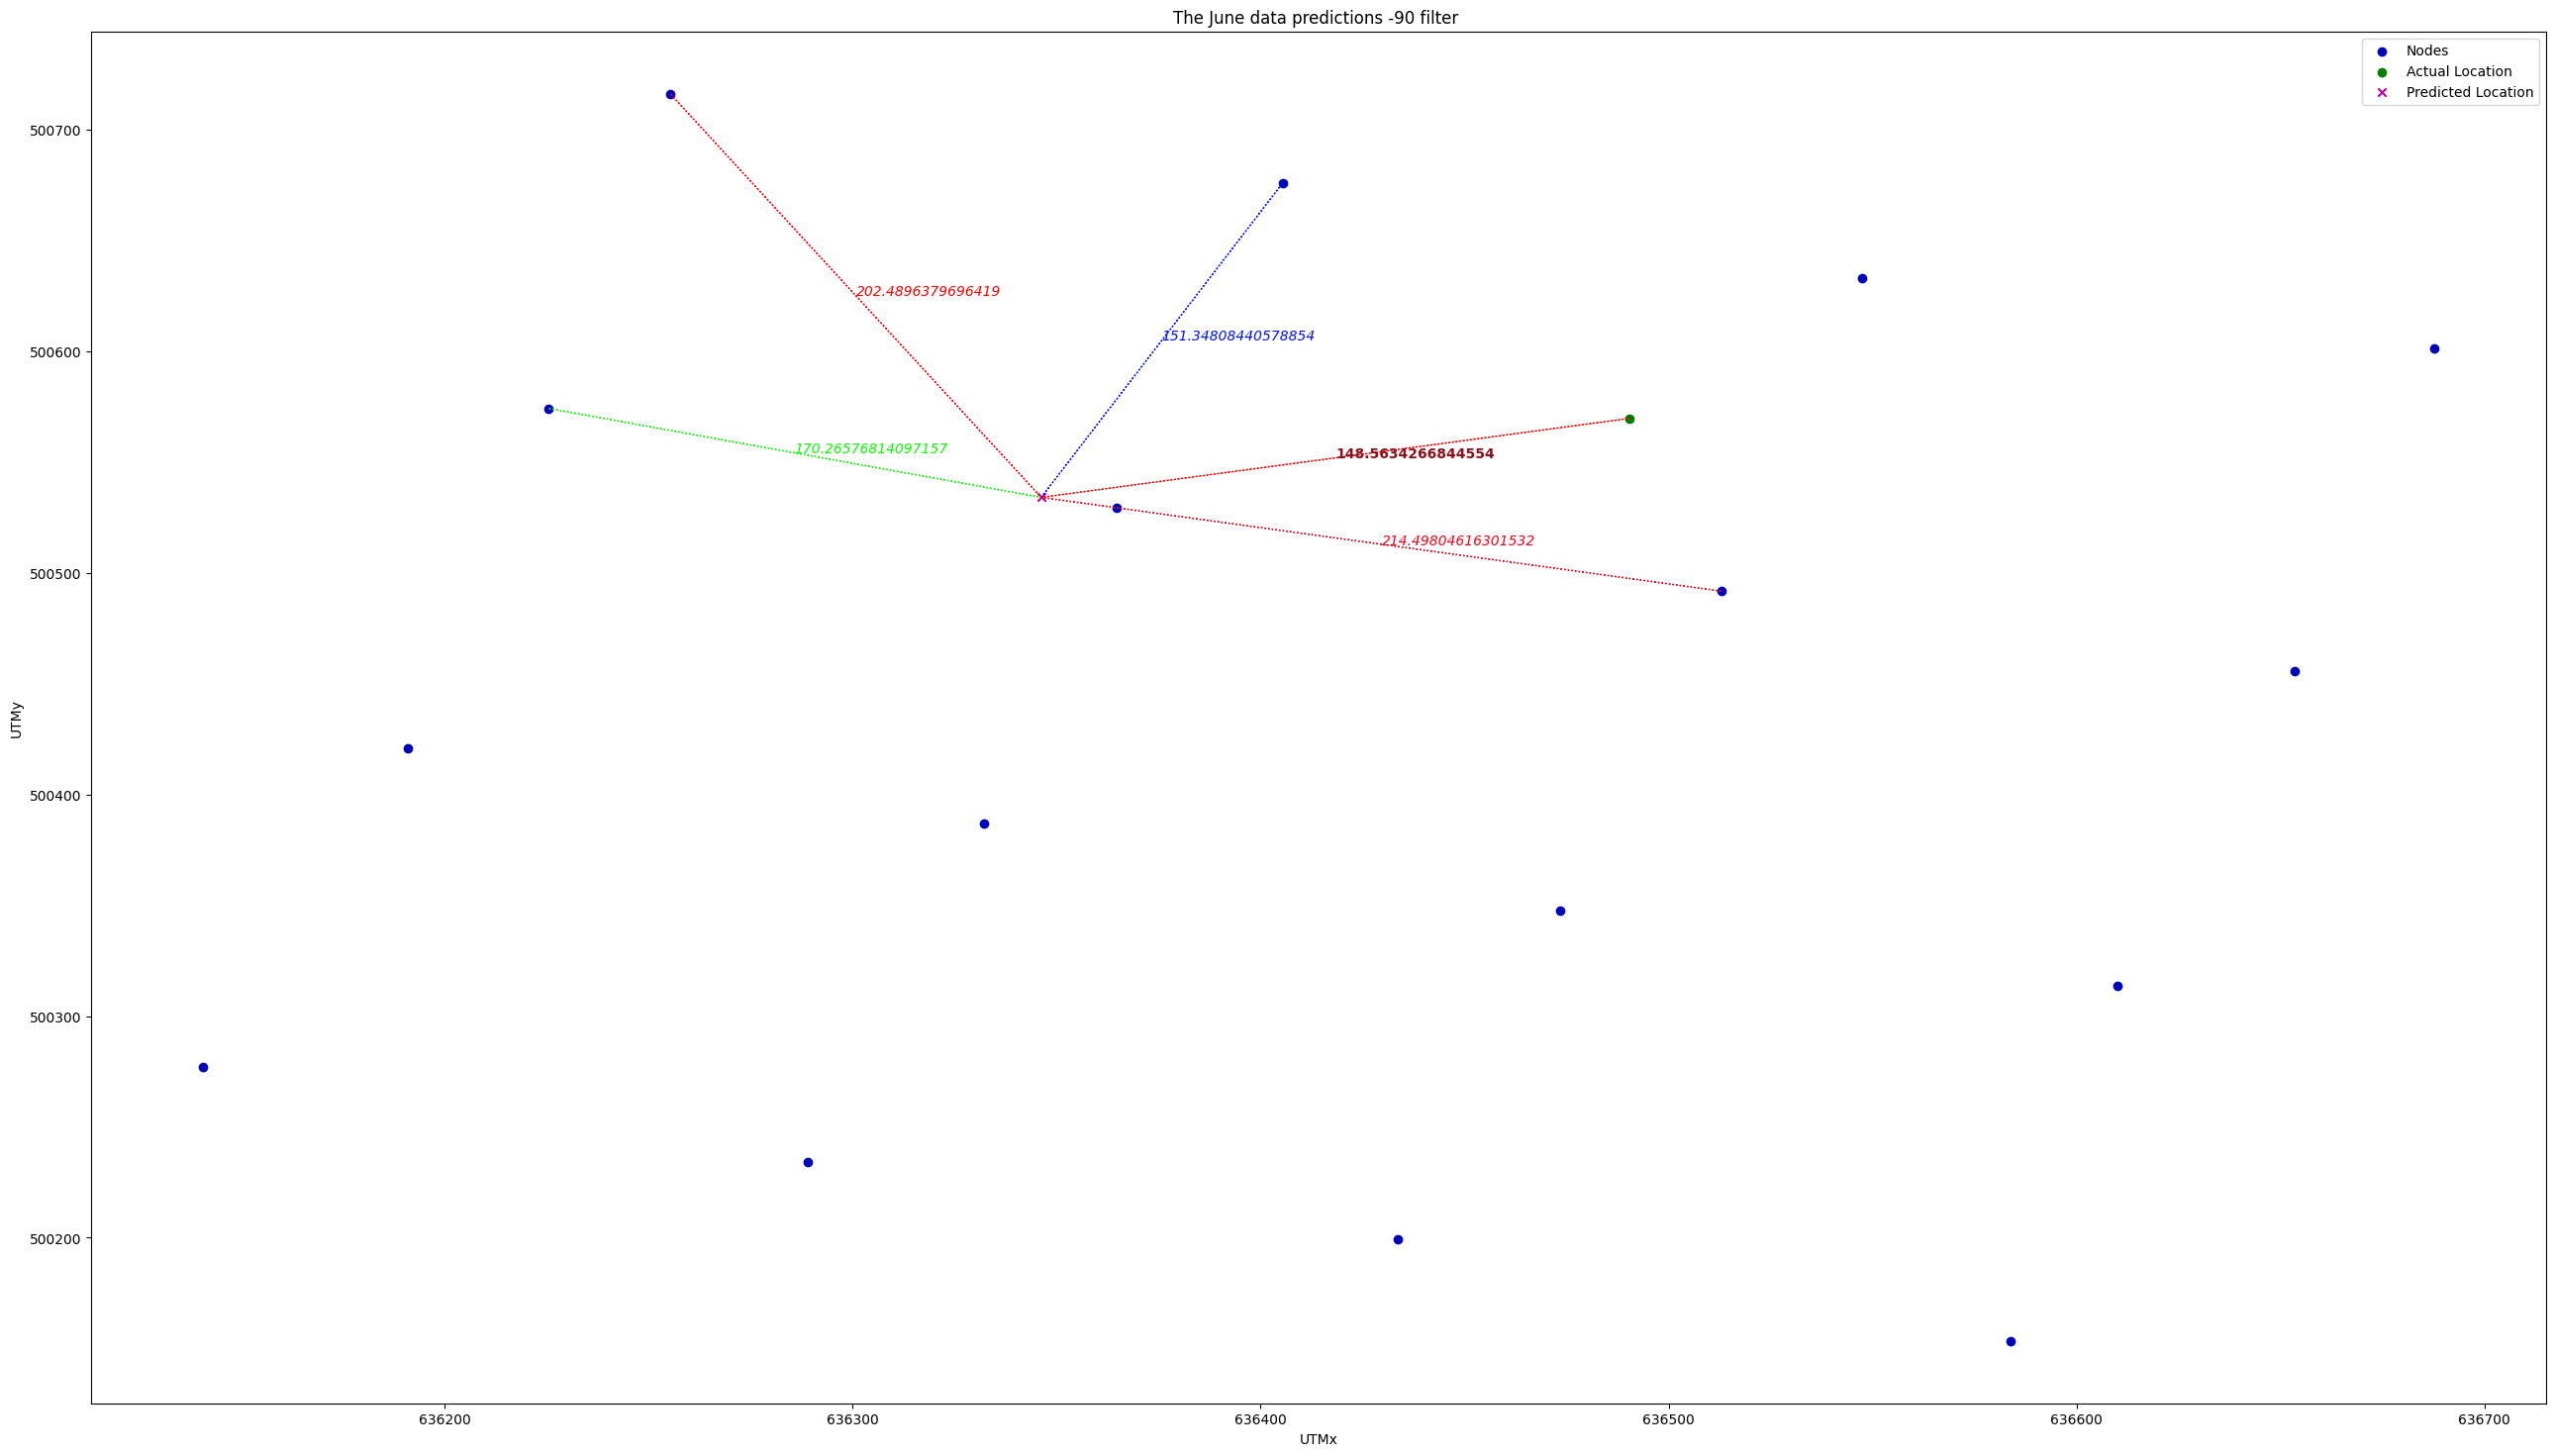 The June data predictions -90 filter
Nodes
Actual Location
Predicted Location
500700
500600
500500
500400
500300
500200
UTMy
202.4896379696419
151.34808440578854
170.26576814097157
148.5634266844554
214.49804616301532
636200
636300
636400
636500
636600
636700
UTMx